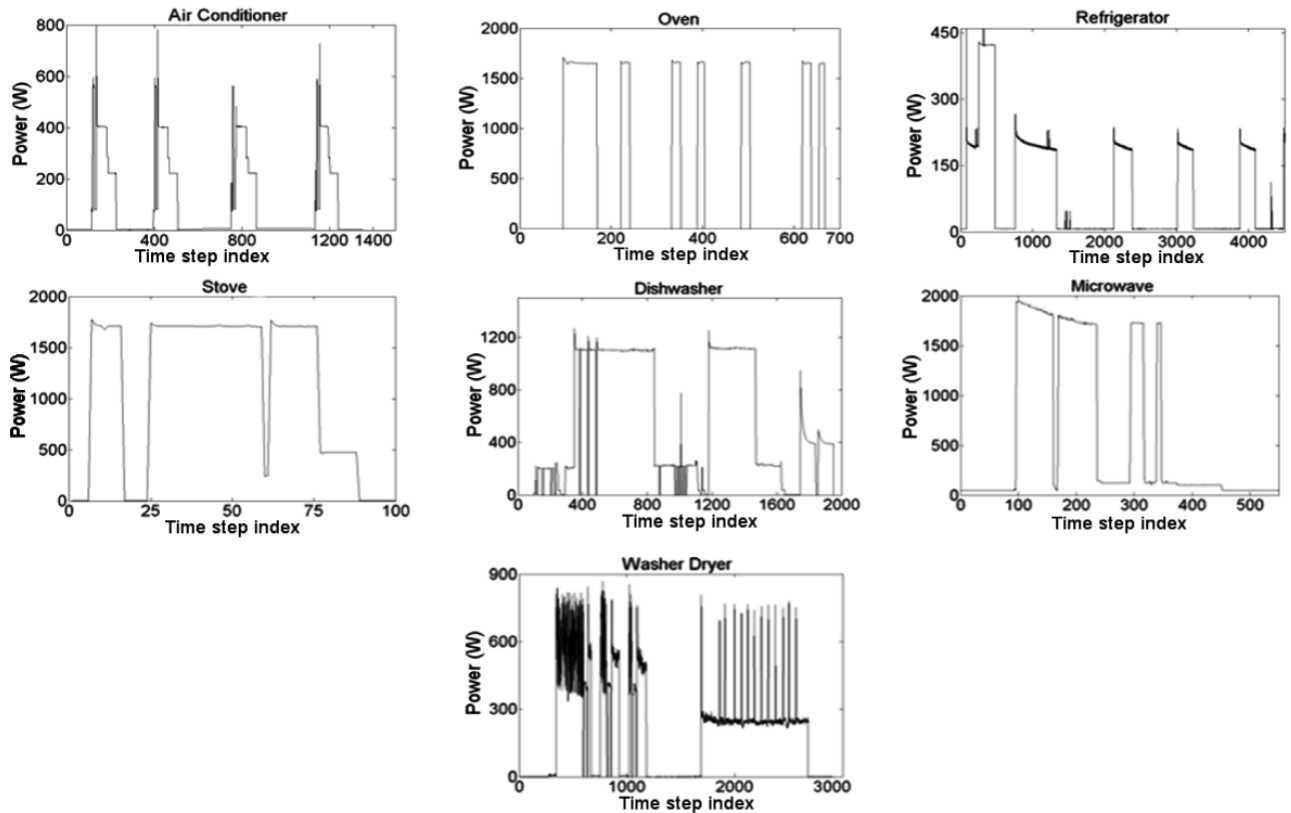 Air Conditioner
800
600
400
200
0
Power (W)
0 400 800 1200 1400
Time step index
Oven
2000
1500
1000
500
0
Power (W)
0 200 400 600 700
Time step index
Refrigerator
450
300
150
0
Power (W)
0 1000 2000 3000 4000
Time step index
Stove
2000
1500
1000
500
0
Power (W)
0 25 50 75 100
Time step index
Dishwasher
1200
800
400
0
Power (W)
0 400 800 1200 1600 2000
Time step index
Microwave
2000
1500
1000
500
0
Power (W)
0 100 200 300 400 500
Time step index
Washer Dryer
900
600
300
0
Power (W)
0 1000 2000 3000
Time step index